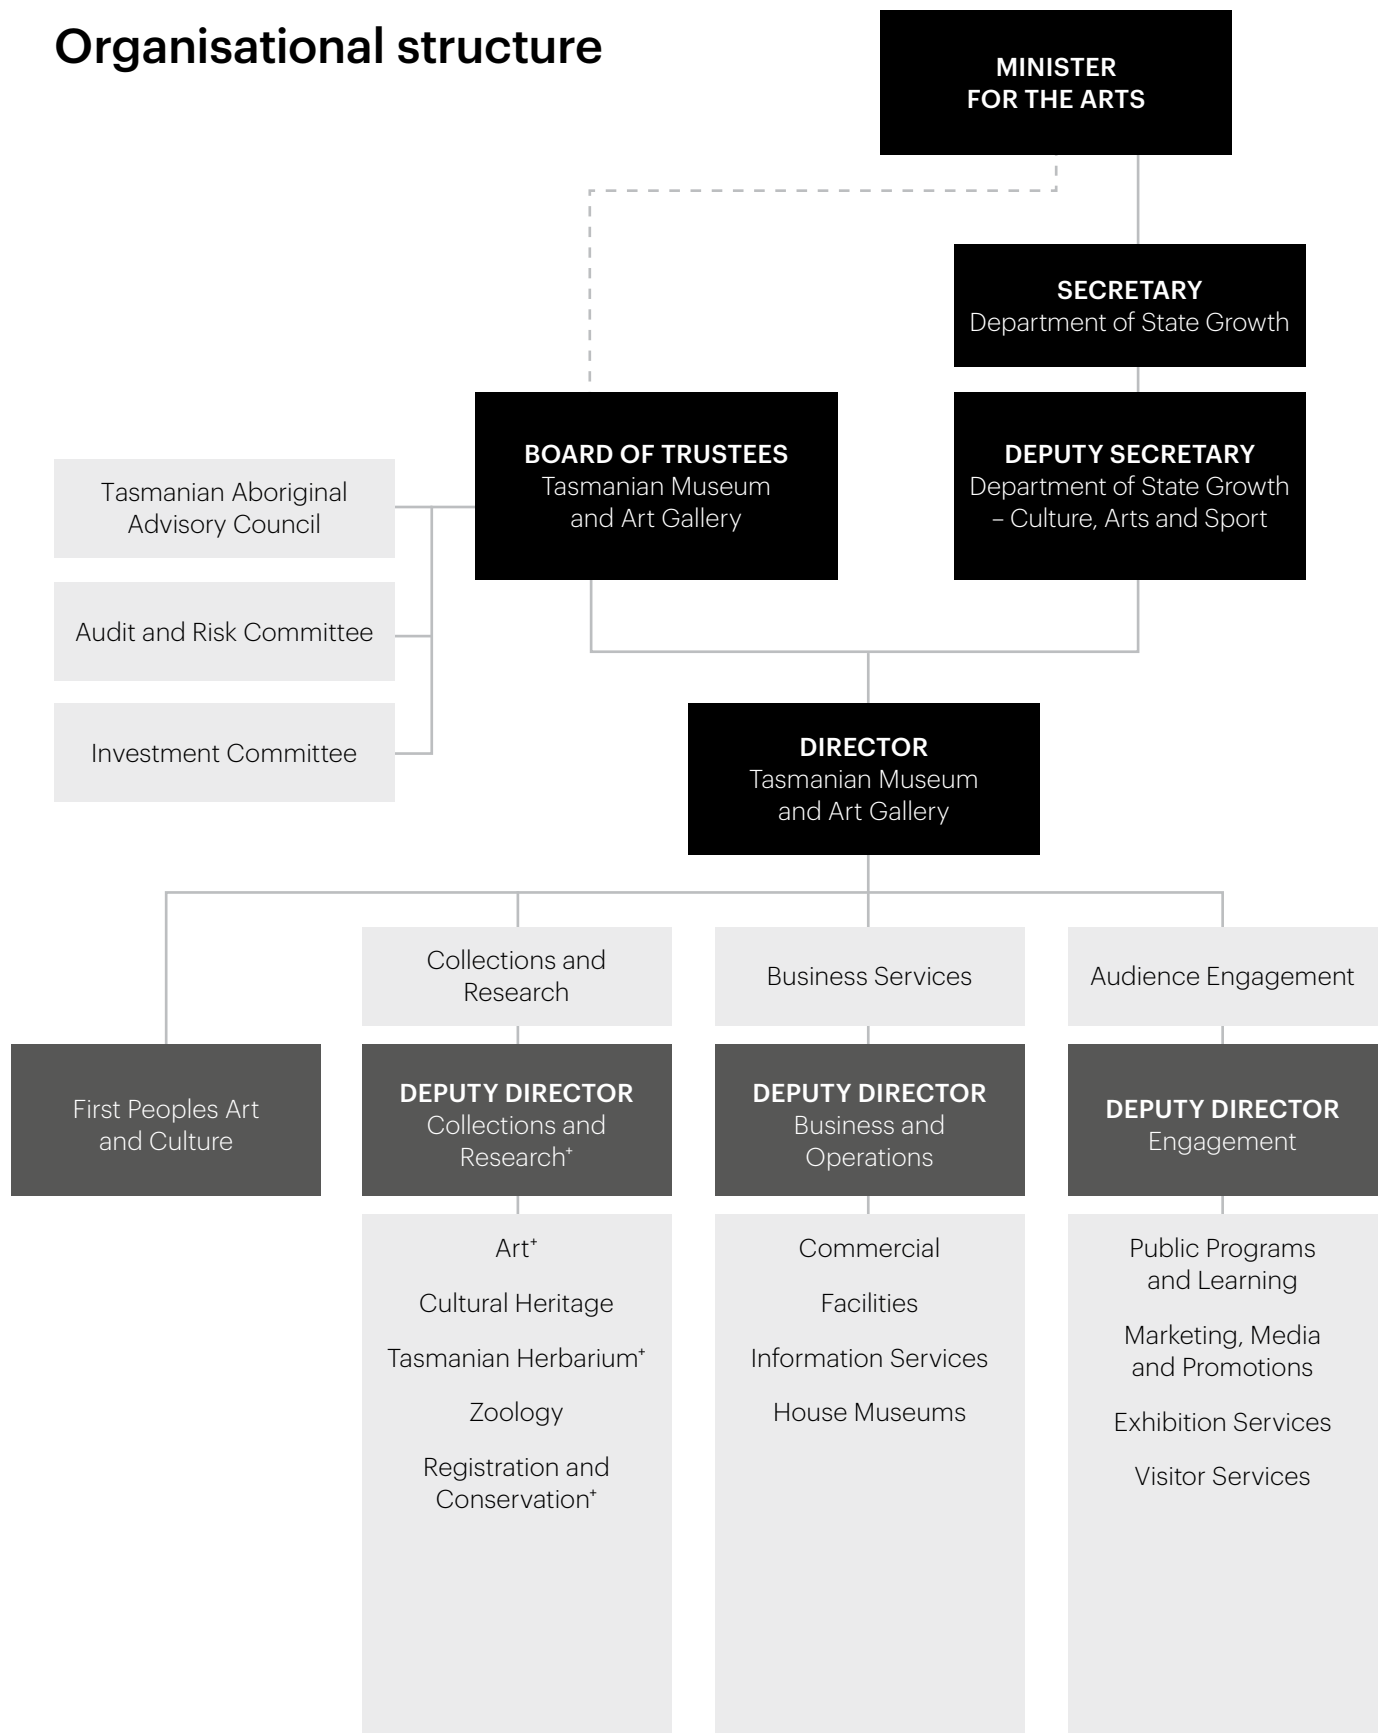 Organisational structure
MINISTER
FOR THE ARTS
SECRETARY
Department of State Growth
BOARD OF TRUSTEES
Tasmanian Museum
and Art Gallery
DEPUTY SECRETARY
Department of State Growth
– Culture, Arts and Sport
Tasmanian Aboriginal
Advisory Council
Audit and Risk Committee
Investment Committee
DIRECTOR
Tasmanian Museum
and Art Gallery
Collections and
Research
Business Services
Audience Engagement
First Peoples Art
and Culture
DEPUTY DIRECTOR
Collections and
Research⁺
DEPUTY DIRECTOR
Business and
Operations
DEPUTY DIRECTOR
Engagement
Art⁺
Cultural Heritage
Tasmanian Herbarium⁺
Zoology
Registration and
Conservation⁺
Commercial
Facilities
Information Services
House Museums
Public Programs
and Learning
Marketing, Media
and Promotions
Exhibition Services
Visitor Services